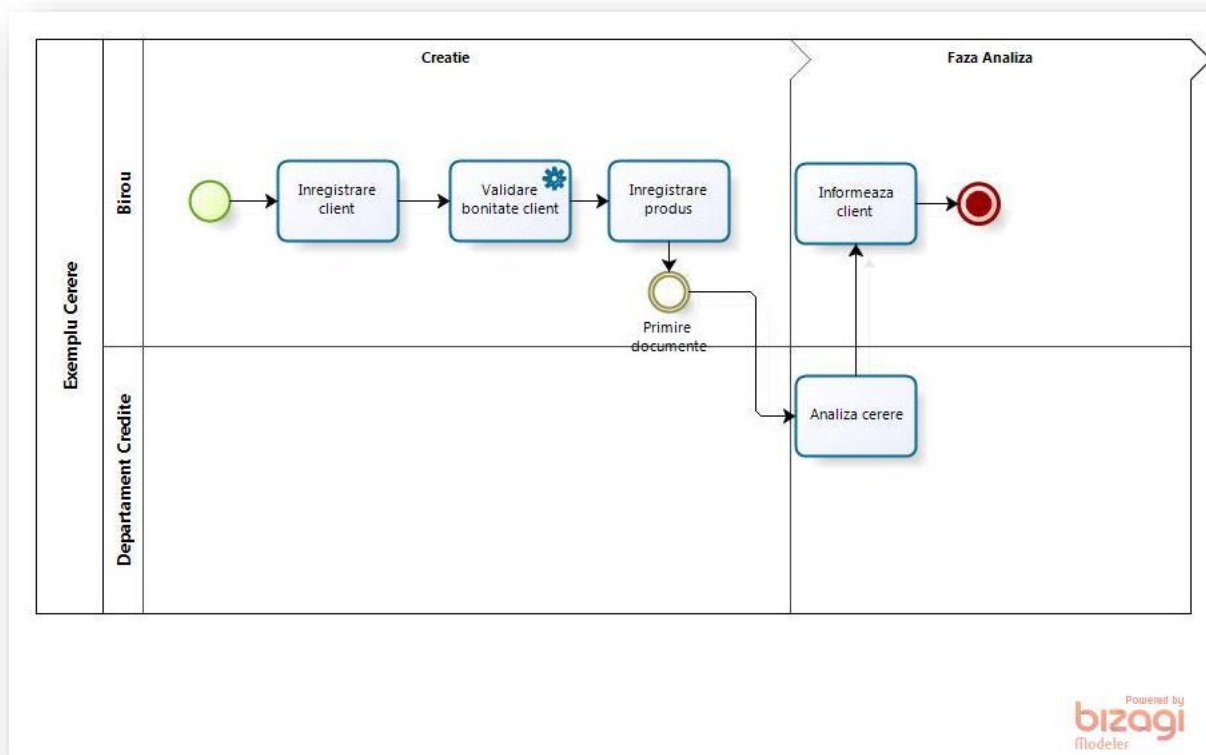 Creatie
Faza Analiza
Exemplu Cerere
Birou
Inregistrare
client
Validare
bonitate client
Inregistrare
produs
Informeaza
client
Primire
documente
Departament Credite
Analiza cerere
Powered by
bizagi
Modeler